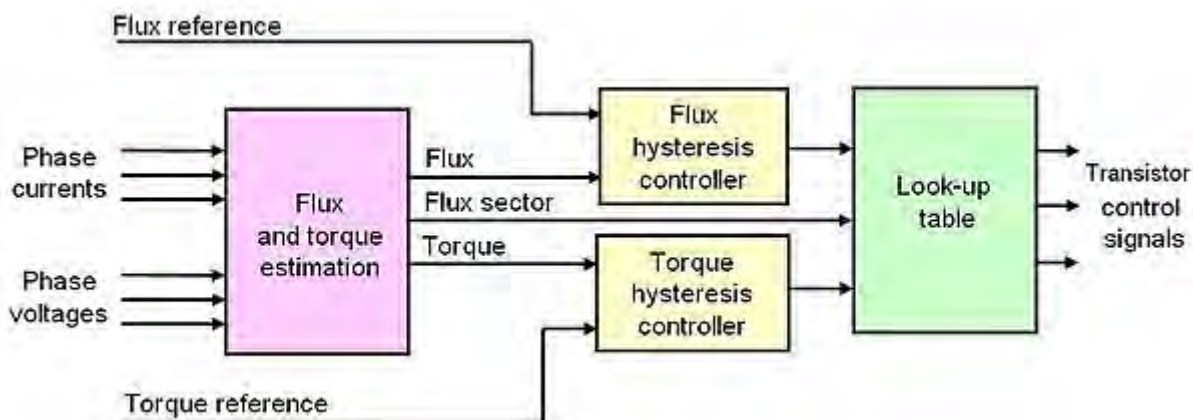 Flux reference
Phase
currents
Phase
voltages
Flux
and torque
estimation
Flux
Flux sector
Torque
Flux
hysteresis
controller
Torque
hysteresis
controller
Look-up
table
Transistor
control
signals
Torque reference